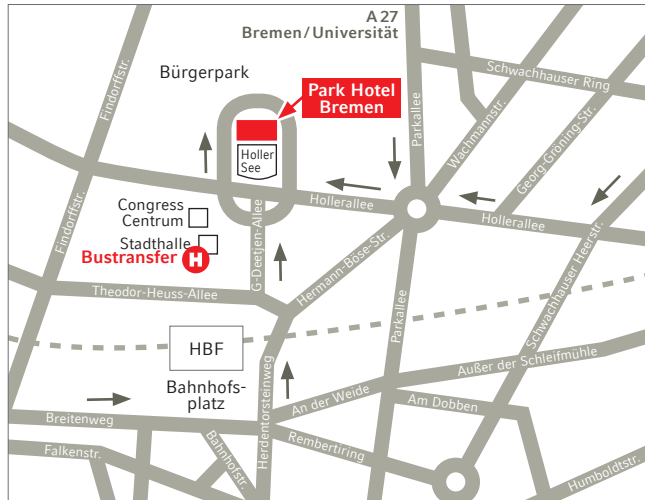 A 27
Bremen/Universität
Findorffstr.
Bürgerpark
Park Hotel
Bremen
Schwachhauser Ring
Parkallee
Wachmannstr.
Georg-Gröning-Str.
Holler
See
Hollerallee
Hollerallee
Findorffstr.
Congress
Centrum
Stadthalle
Bustransfer H
G-Deetjen-Allee
Hermann-Böse-Str.
Schwachhauser Heerstr.
Theodor-Heuss-Allee
Parkallee
HBF
Bahnhofs-
platz
Herdentorsteinweg
Außer der Schleifmühle
An der Weide
Am Dobben
Breitenweg
Rembertiring
Falkenstr.
Bahnhofstr.
Humboldtstr.